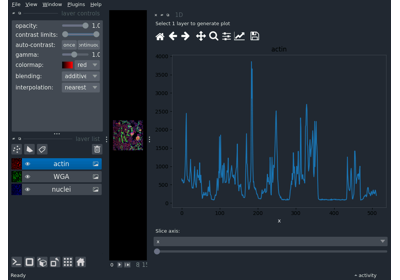 File View Window Plugins Help
layer controls
opacity: 1.0
contrast limits:
auto-contrast: once
gamma: 1.0
colormap: red
blending: additive
interpolation: nearest
layer list
actin
WGA
nuclei
Ready
1D
Select 1 layer to generate plot
actin
4000
3500
3000
2500
2000
1500
1000
500
0
0 100 200 300 400 500
x
Slice axis:
x
activity